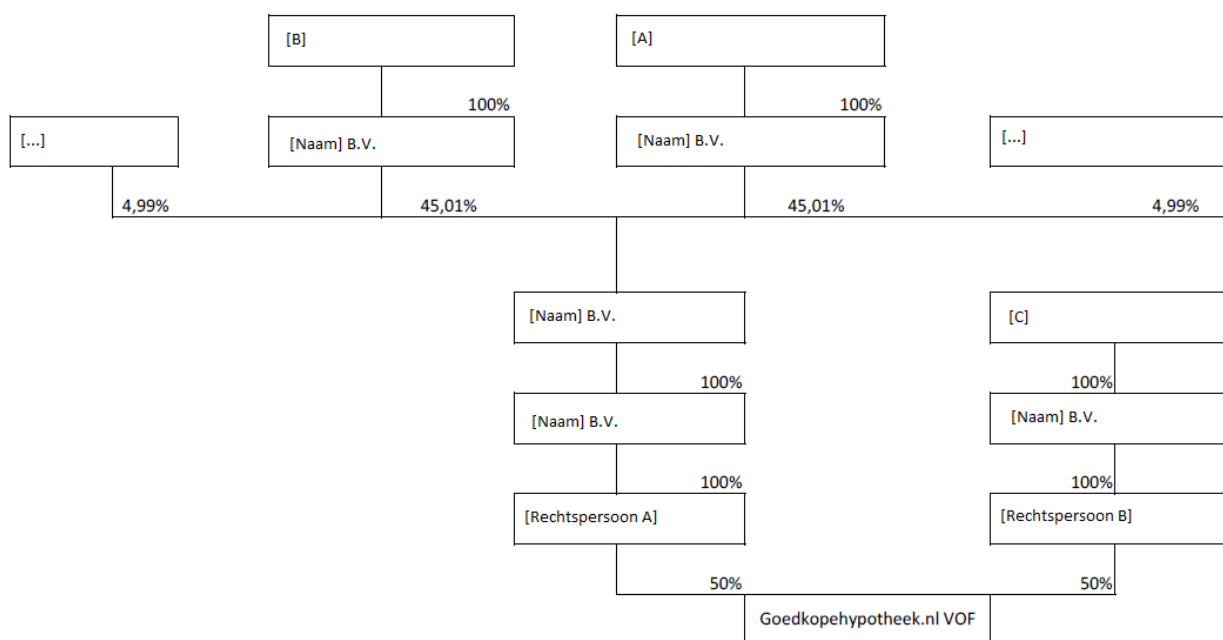 [B]
[A]
100%
100%
[...]
[Naam] B.V.
[Naam] B.V.
[...]
4,99%
45,01%
45,01%
4,99%
[Naam] B.V.
[C]
100%
100%
[Naam] B.V.
[Naam] B.V.
100%
100%
[Rechtspersoon A]
[Rechtspersoon B]
50%
50%
Goedkopehypotheek.nl VOF